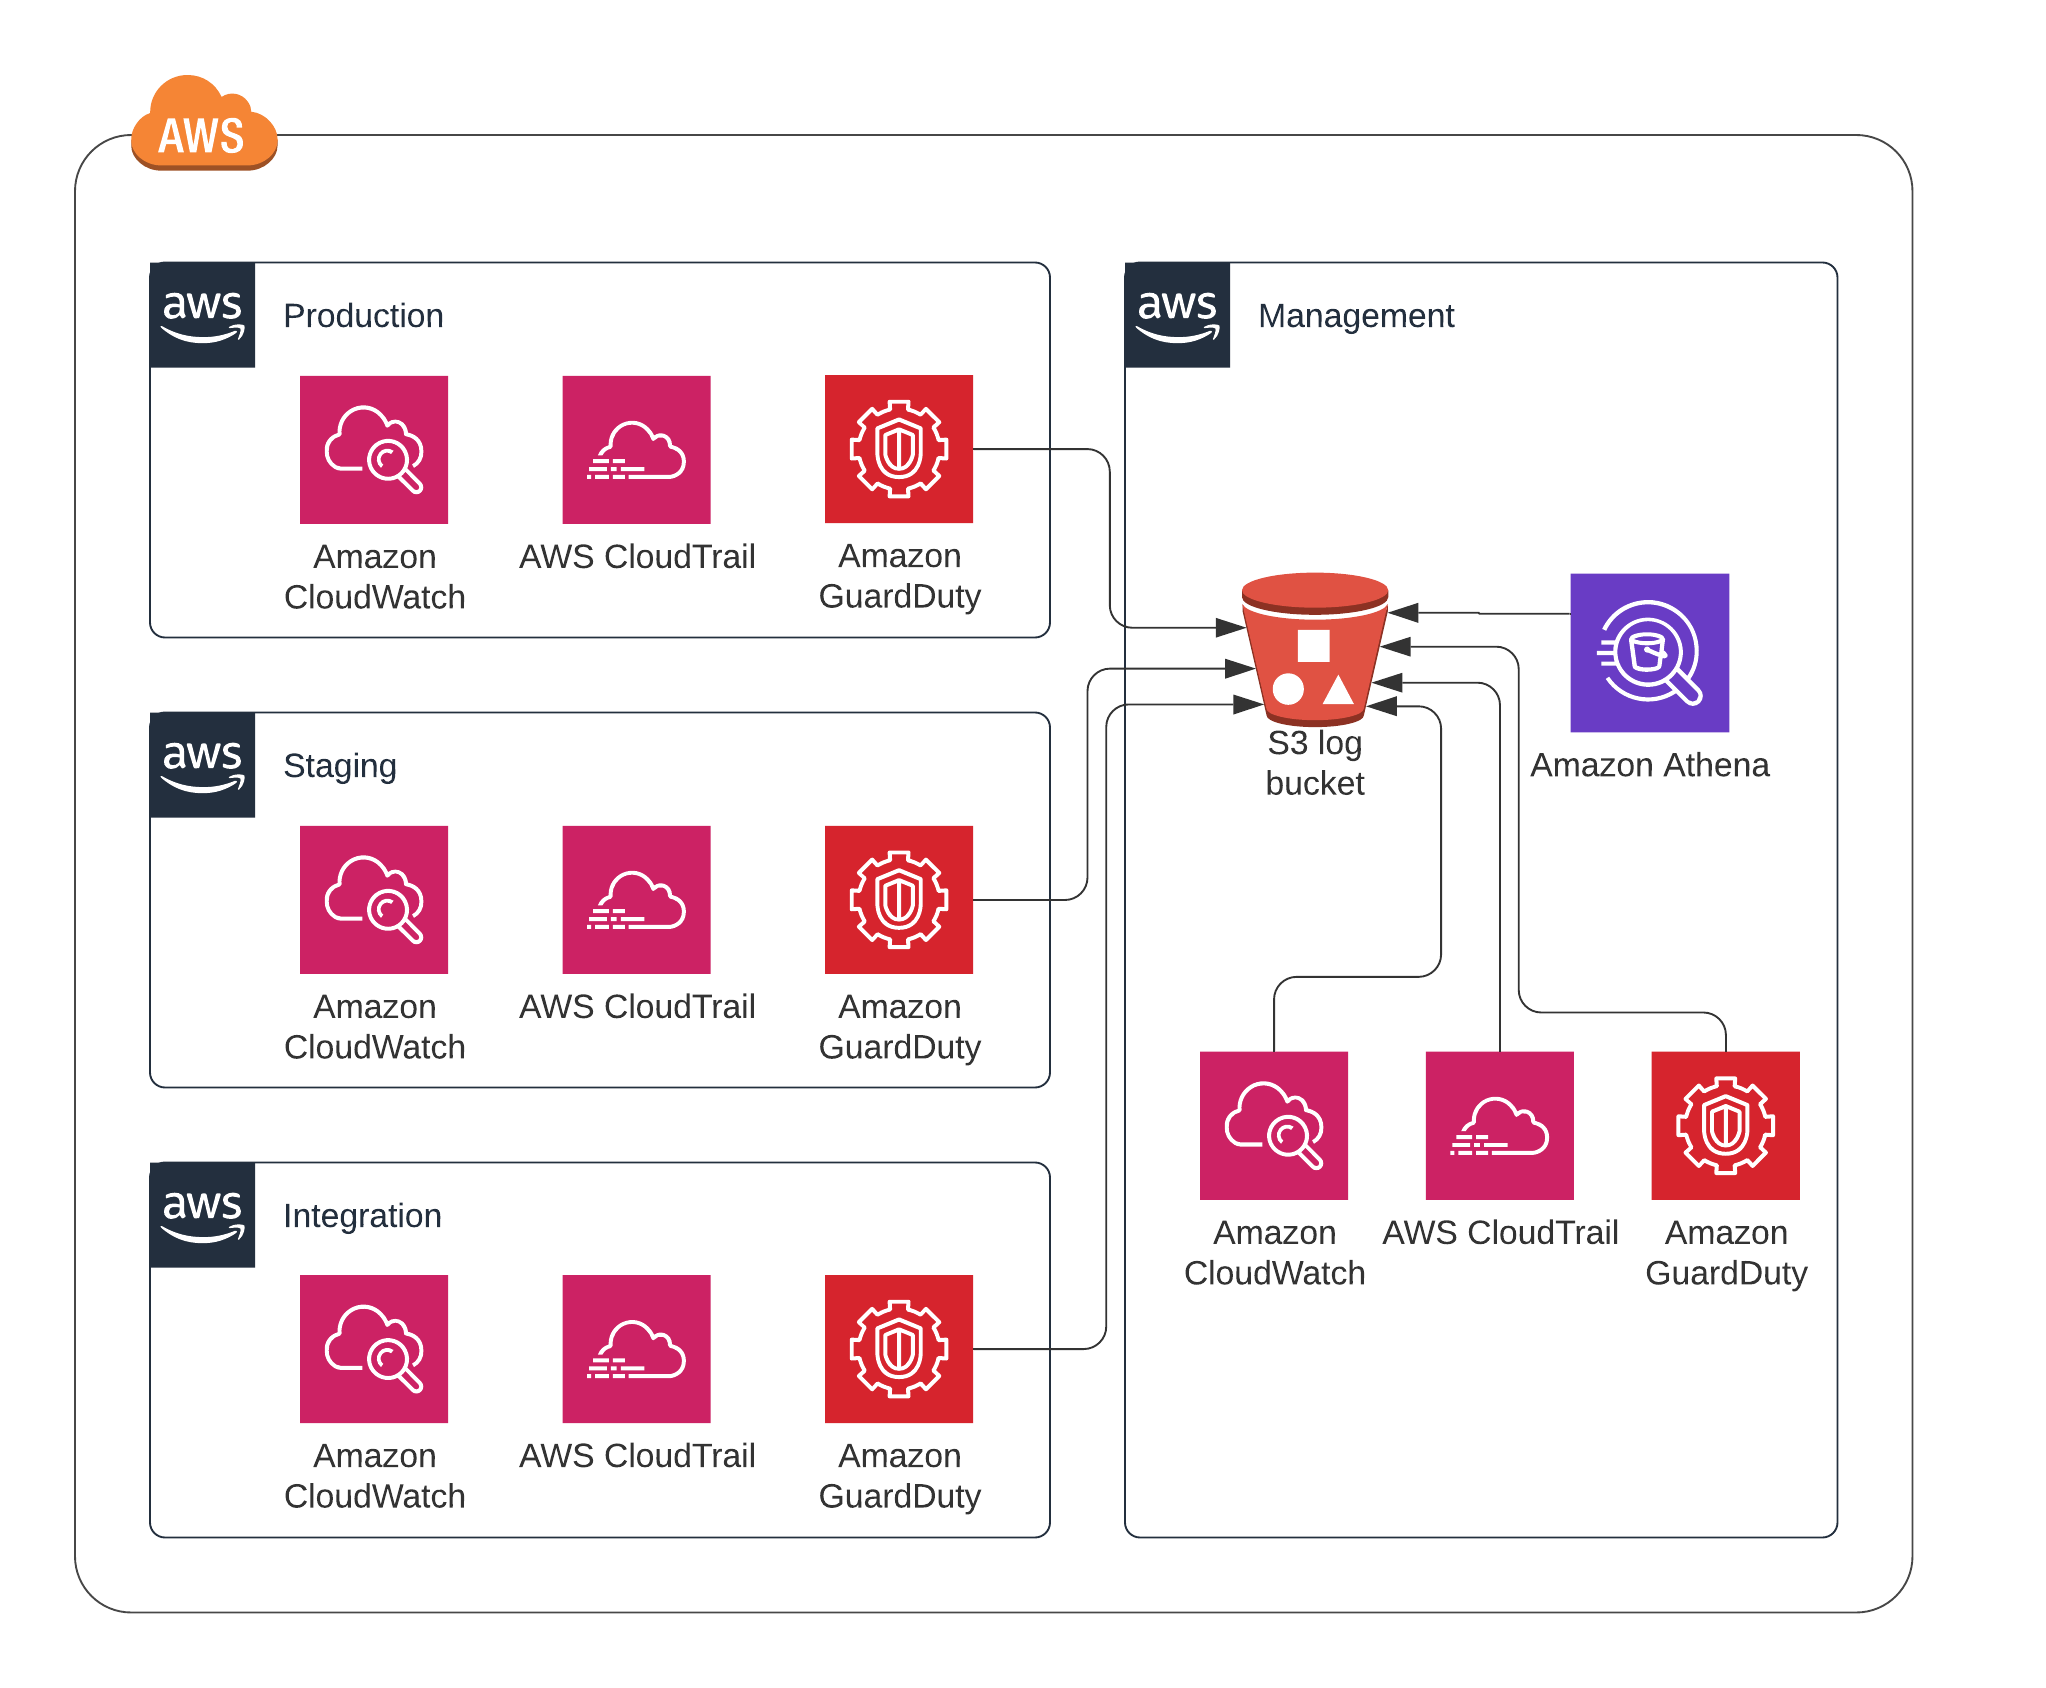 AWS
aws
Production
Amazon
CloudWatch
AWS CloudTrail
Amazon
GuardDuty
aws
Staging
Amazon
CloudWatch
AWS CloudTrail
Amazon
GuardDuty
aws
Integration
Amazon
CloudWatch
AWS CloudTrail
Amazon
GuardDuty
aws
Management
S3 log
bucket
Amazon Athena
Amazon
CloudWatch
AWS CloudTrail
Amazon
GuardDuty